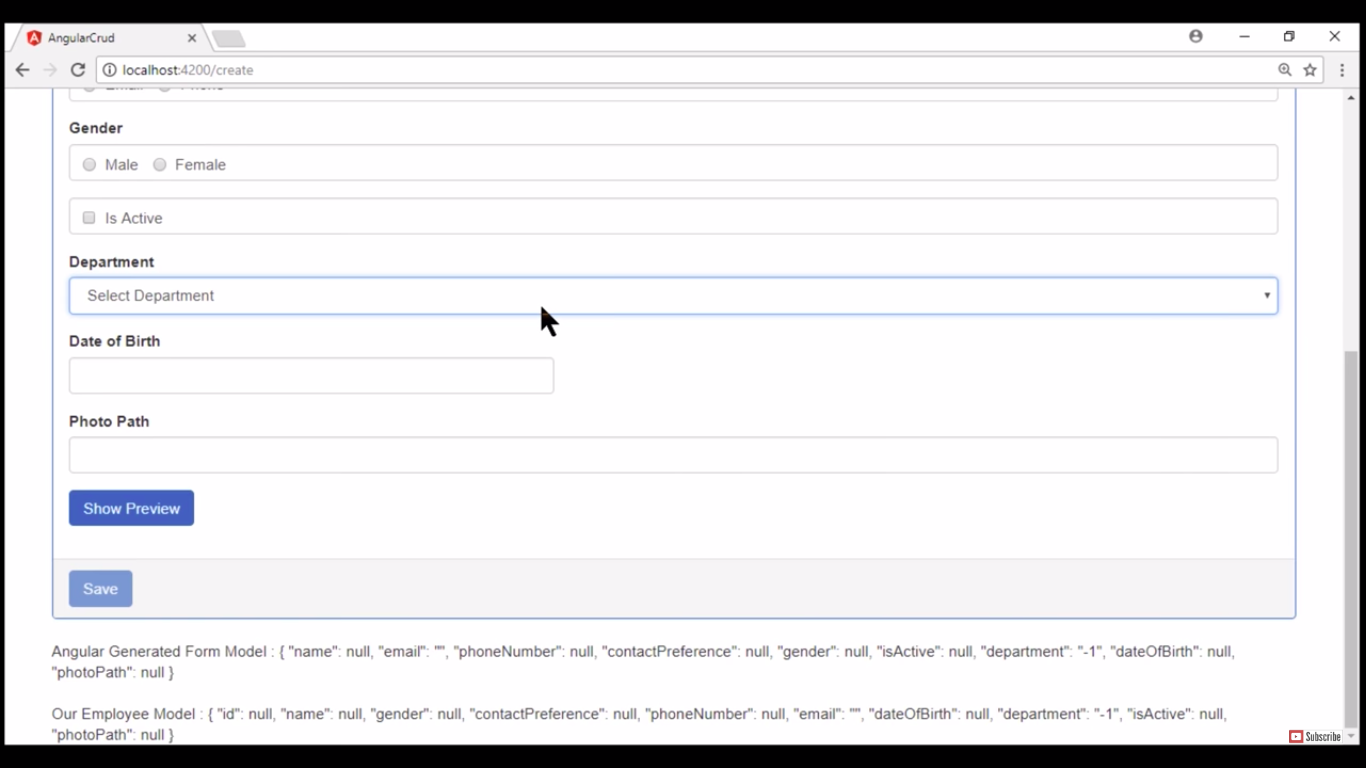 AngularCrud
localhost:4200/create
Gender
Male Female
Is Active
Department
Select Department
Date of Birth
Photo Path
Show Preview
Save
Angular Generated Form Model : { "name": null, "email": "", "phoneNumber": null, "contactPreference": null, "gender": null, "isActive": null, "department": "-1", "dateOfBirth": null,
"photoPath": null }
Our Employee Model : { "id": null, "name": null, "gender": null, "contactPreference": null, "phoneNumber": null, "email": "", "dateOfBirth": null, "department": "-1", "isActive": null,
"photoPath": null }
Subscribe